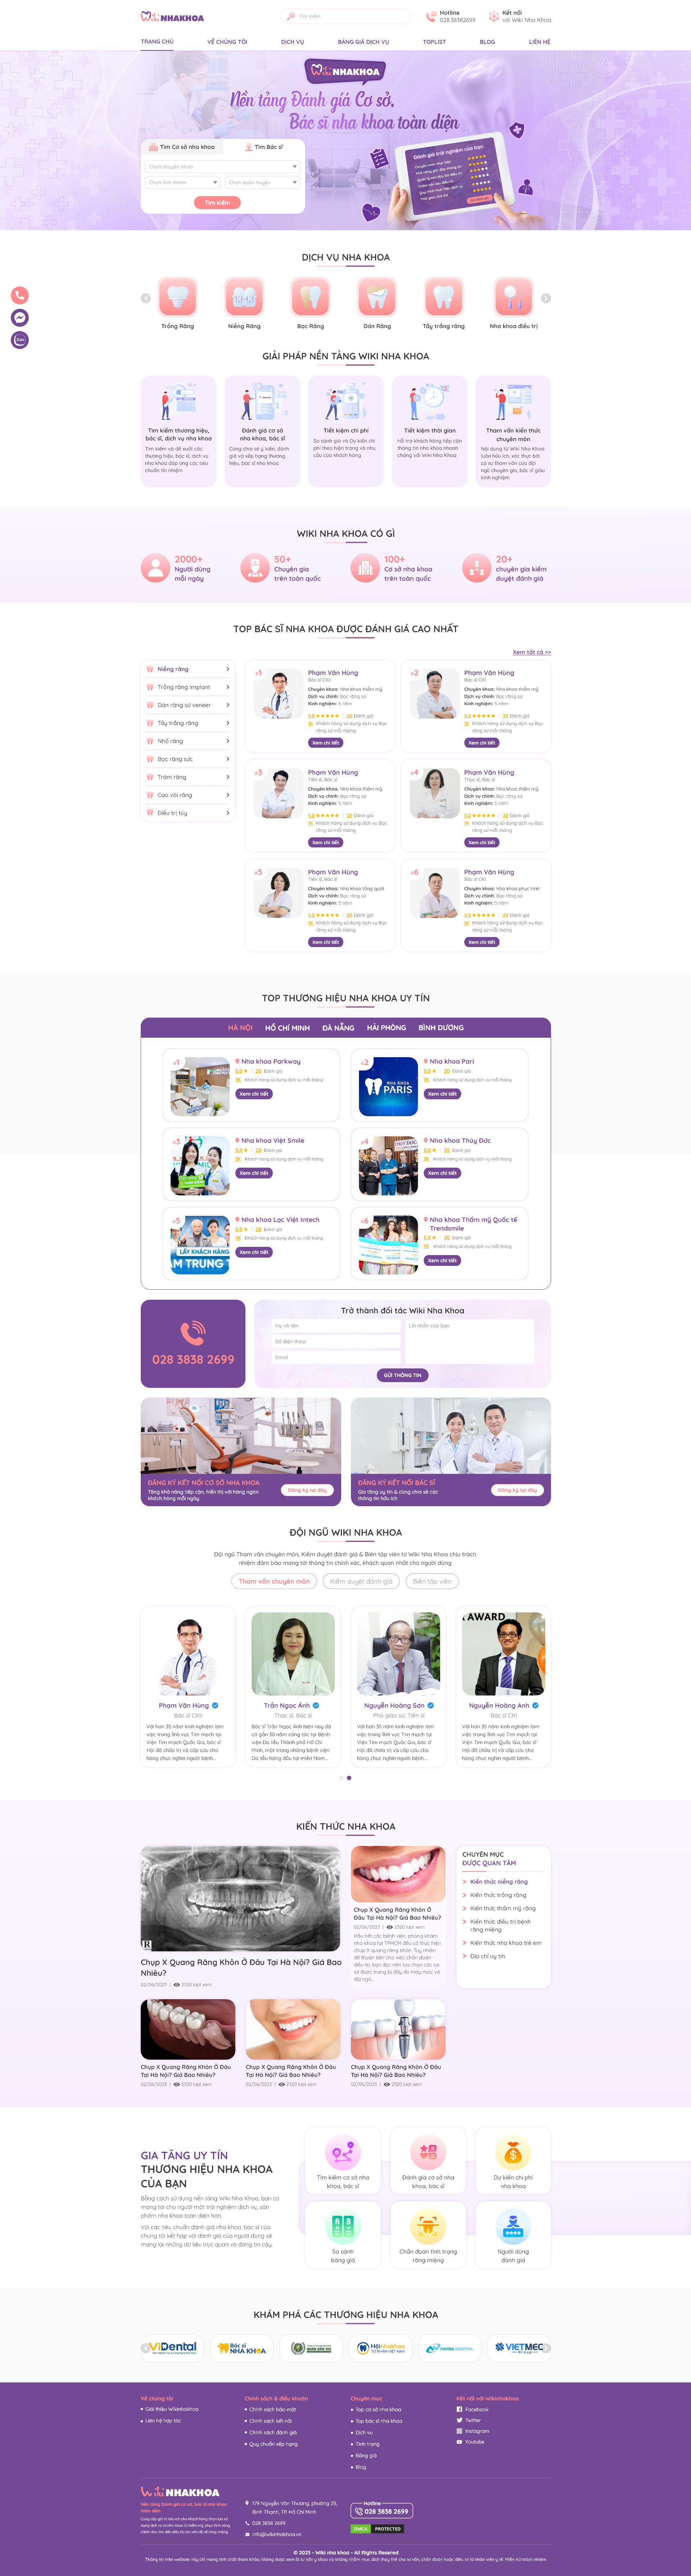 Wiki NHAKHOA
Tìm kiếm
Hotline
028.38382699
Kết nối
với Wiki Nha Khoa
TRANG CHỦ
VỀ CHÚNG TÔI
DỊCH VỤ
BẢNG GIÁ DỊCH VỤ
TOPLIST
BLOG
LIÊN HỆ
Wiki NHAKHOA
Nền tảng Đánh giá Cơ sở,
Bác sĩ nha khoa toàn diện
Tìm Cơ sở nha khoa
Tìm Bác sĩ
Chọn chuyên khoa
Chọn tỉnh thành
Chọn quận huyện
Tìm kiếm
Đánh giá trải nghiệm của bạn
DỊCH VỤ NHA KHOA
Trồng Răng
Niềng Răng
Bọc Răng
Dán Răng
Tẩy trắng răng
Nha khoa điều trị
GIẢI PHÁP NỀN TẢNG WIKI NHA KHOA
Tìm kiếm thương hiệu,
bác sĩ, dịch vụ nha khoa
Tìm kiếm và đề xuất các
thương hiệu, bác sĩ, dịch vụ
nha khoa đáp ứng các tiêu
chuẩn tín nhiệm
Đánh giá cơ sở
nha khoa, bác sĩ
Cùng chia sẻ ý kiến, đánh
giá và xếp hạng thương
hiệu, bác sĩ nha khoa
Tiết kiệm chi phí
So sánh giá và Dự kiến chi
phí theo hiện trạng và nhu
cầu của khách hàng
Tiết kiệm thời gian
Hỗ trợ khách hàng tiếp cận
thông tin nha khoa nhanh
chóng với Wiki Nha Khoa
Tham vấn kiến thức
chuyên môn
Nội dung từ Wiki Nha Khoa
luôn hữu ích, xác thực bởi
có sự tham vấn của đội
ngũ chuyên gia, bác sĩ giàu
kinh nghiệm
WIKI NHA KHOA CÓ GÌ
2000+
Người dùng
mỗi ngày
50+
Chuyên gia
trên toàn quốc
100+
Cơ sở nha khoa
trên toàn quốc
20+
chuyên gia kiểm
duyệt đánh giá
TOP BÁC SĨ NHA KHOA ĐƯỢC ĐÁNH GIÁ CAO NHẤT
Xem tất cả >>
Niềng răng
Trồng răng Implant
Dán răng sứ veneer
Tẩy trắng răng
Nhổ răng
Bọc răng sức
Trám răng
Cạo vôi răng
Điều trị tủy
#1
Phạm Văn Hùng
Bác sĩ CKII
Chuyên khoa: Nha khoa thẩm mỹ
Dịch vụ chính: Bọc răng sứ
Kinh nghiệm: 5 năm
5.0 ★★★★★ | 20 Đánh giá
Khách hàng sử dụng dịch vụ Bọc
răng sứ mỗi tháng
Xem chi tiết
#2
Phạm Văn Hùng
Bác sĩ CKI
Chuyên khoa: Nha khoa thẩm mỹ
Dịch vụ chính: Bọc răng sứ
Kinh nghiệm: 5 năm
5.0 ★★★★★ | 20 Đánh giá
Khách hàng sử dụng dịch vụ Bọc
răng sứ mỗi tháng
Xem chi tiết
#3
Phạm Văn Hùng
Tiến sĩ, Bác sĩ
Chuyên khoa: Nha khoa thẩm mỹ
Dịch vụ chính: Bọc răng sứ
Kinh nghiệm: 5 năm
5.0 ★★★★★ | 20 Đánh giá
Khách hàng sử dụng dịch vụ Bọc
răng sứ mỗi tháng
Xem chi tiết
#4
Phạm Văn Hùng
Thạc sĩ, Bác sĩ
Chuyên khoa: Nha khoa thẩm mỹ
Dịch vụ chính: Bọc răng sứ
Kinh nghiệm: 5 năm
5.0 ★★★★★ | 20 Đánh giá
Khách hàng sử dụng dịch vụ Bọc
răng sứ mỗi tháng
Xem chi tiết
#5
Phạm Văn Hùng
Tiến sĩ, Bác sĩ
Chuyên khoa: Nha khoa tổng quát
Dịch vụ chính: Bọc răng sứ
Kinh nghiệm: 5 năm
5.0 ★★★★★ | 20 Đánh giá
Khách hàng sử dụng dịch vụ Bọc
răng sứ mỗi tháng
Xem chi tiết
#6
Phạm Văn Hùng
Bác sĩ CKI
Chuyên khoa: Nha khoa phục hình
Dịch vụ chính: Bọc răng sứ
Kinh nghiệm: 5 năm
5.0 ★★★★★ | 20 Đánh giá
Khách hàng sử dụng dịch vụ Bọc
răng sứ mỗi tháng
Xem chi tiết
TOP THƯƠNG HIỆU NHA KHOA UY TÍN
HÀ NỘI
HỒ CHÍ MINH
ĐÀ NẴNG
HẢI PHÒNG
BÌNH DƯƠNG
#1
Nha khoa Parkway
5.0 ★ | 20 Đánh giá
Khách hàng sử dụng dịch vụ mỗi tháng
Xem chi tiết
#2
NHA KHOA
PARIS
Nha khoa Pari
5.0 ★ | 20 Đánh giá
Khách hàng sử dụng dịch vụ mỗi tháng
Xem chi tiết
#3
Nha khoa Việt Smile
5.0 ★ | 20 Đánh giá
Khách hàng sử dụng dịch vụ mỗi tháng
Xem chi tiết
#4
Nha khoa Thúy Đức
5.0 ★ | 20 Đánh giá
Khách hàng sử dụng dịch vụ mỗi tháng
Xem chi tiết
#5
LẤY KHÁCH HÀNG
M TRUNG T
Nha khoa Lạc Việt Intech
5.0 ★ | 20 Đánh giá
Khách hàng sử dụng dịch vụ mỗi tháng
Xem chi tiết
#6
Nha khoa Thẩm mỹ Quốc tế
Trendsmile
5.0 ★ | 20 Đánh giá
Khách hàng sử dụng dịch vụ mỗi tháng
Xem chi tiết
028 3838 2699
Trở thành đối tác Wiki Nha Khoa
Họ và tên
Số điện thoại
Email
Lời nhắn của bạn
GỬI THÔNG TIN
ĐĂNG KÝ KẾT NỐI CƠ SỞ NHA KHOA
Tăng khả năng tiếp cận, hiển thị với hàng ngàn
khách hàng mỗi ngày
Đăng ký tại đây
ĐĂNG KÝ KẾT NỐI BÁC SĨ
Gia tăng uy tín & cùng chia sẻ các
thông tin hữu ích
Đăng ký tại đây
ĐỘI NGŨ WIKI NHA KHOA
Đội ngũ Tham vấn chuyên môn, Kiểm duyệt đánh giá & Biên tập viên từ Wiki Nha Khoa chịu trách
nhiệm đảm bảo mang tới thông tin chính xác, khách quan nhất cho người dùng
Tham vấn chuyên môn
Kiểm duyệt đánh giá
Biên tập viên
Phạm Văn Hùng
Bác sĩ CKII
Với hơn 35 năm kinh nghiệm làm
việc trong lĩnh vực Tim mạch tại
Viện Tim mạch Quốc Gia, bác sĩ
Hội đã chữa trị và cấp cứu cho
hàng chục nghìn người bệnh...
Trần Ngọc Ánh
Thạc sĩ, Bác sĩ
Bác sĩ Trần Ngọc Ánh hiện nay đã
có gần 30 năm công tác tại Bệnh
viện Da liễu Thành phố Hồ Chí
Minh, một trong những bệnh viện
Da liễu hàng đầu tại miền Nam...
Nguyễn Hoàng Sơn
Phó giáo sư, Tiến sĩ
Với hơn 35 năm kinh nghiệm làm
việc trong lĩnh vực Tim mạch tại
Viện Tim mạch Quốc Gia, bác sĩ
Hội đã chữa trị và cấp cứu cho
hàng chục nghìn người bệnh...
AWARD
Nguyễn Hoàng Anh
Bác sĩ CKI
Với hơn 35 năm kinh nghiệm làm
việc trong lĩnh vực Tim mạch tại
Viện Tim mạch Quốc Gia, bác sĩ
Hội đã chữa trị và cấp cứu cho
hàng chục nghìn người bệnh...
KIẾN THỨC NHA KHOA
R
Chụp X Quang Răng Khôn Ở Đâu Tại Hà Nội? Giá Bao
Nhiêu?
02/06/2023 | 2320 lượt xem
Chụp X Quang Răng Khôn Ở
Đâu Tại Hà Nội? Giá Bao Nhiêu?
02/06/2023 | 2320 lượt xem
Hầu hết các bệnh viện, phòng khám
nha khoa tại TPHCM đều có thực hiện
chụp X quang răng khôn. Tuy nhiên
để thuận tiện cho việc chẩn đoán -
điều trị, bạn đọc nên lựa chọn các cơ
sở được trang bị đầy đủ máy móc và
đội ngũ...
CHUYÊN MỤC
ĐƯỢC QUAN TÂM
Kiến thức niềng răng
Kiến thức trồng răng
Kiến thức thẩm mỹ răng
Kiến thức điều trị bệnh
răng miệng
Kiến thức nha khoa trẻ em
Địa chỉ uy tín
Chụp X Quang Răng Khôn Ở Đâu
Tại Hà Nội? Giá Bao Nhiêu?
02/06/2023 | 2320 lượt xem
Chụp X Quang Răng Khôn Ở Đâu
Tại Hà Nội? Giá Bao Nhiêu?
02/06/2023 | 2320 lượt xem
Chụp X Quang Răng Khôn Ở Đâu
Tại Hà Nội? Giá Bao Nhiêu?
02/06/2023 | 2320 lượt xem
GIA TĂNG UY TÍN
THƯƠNG HIỆU NHA KHOA
CỦA BẠN
Bằng cách sử dụng nền tảng Wiki Nha Khoa, bạn có
mang tới cho người một trải nghiệm dịch vụ, sản
phẩm nha khoa toàn diện hơn.
Với các tiêu chuẩn đánh giá nha khoa, bác sĩ của
chúng tôi kết hợp với đánh giá của người dùng sẽ
mang lại những dữ liệu trực quan và đáng tin cậy.
Tìm kiếm cơ sở nha
khoa, bác sĩ
Đánh giá cơ sở nha
khoa, bác sĩ
Dự kiến chi phí
nha khoa
So sánh
bảng giá
Chẩn đoán tình trạng
răng miệng
Người dùng
đánh giá
KHÁM PHÁ CÁC THƯƠNG HIỆU NHA KHOA
ViDental
Bác sĩ
NHA KHOA
Hội nhakhoa
TƯ NHÂN VIỆT NAM
FAVINA HOSPITAL
VIETMEC
Về chúng tôi
Giới thiệu Wikinhakhoa
Liên hệ hợp tác
Chính sách & điều khoản
Chính sách bảo mật
Chính sách kết nối
Chính sách đánh giá
Quy chuẩn xếp hạng
Chuyên mục
Top cơ sở nha khoa
Top bác sĩ nha khoa
Dịch vụ
Tình trạng
Bảng giá
Blog
Kết nối với Wikinhakhoa
Facebook
Twitter
Instagram
Youtube
Wiki NHAKHOA
Nền tảng Đánh giá cơ sở, bác sĩ nha khoa
toàn diện
179 Nguyễn Văn Thương, phường 25,
Bình Thạnh, TP. Hồ Chí Minh
028 3838 2699
info@wikinhakhoa.vn
Hotline
028 3838 2699
DMCA PROTECTED
© 2023 - Wiki nha khoa - All Rights Resered
Thông tin trên website này chỉ mang tính chất tham khảo; không được xem là tư vấn y khoa và không nhằm mục đích thay thế cho tư vấn, chẩn đoán hoặc điều trị từ nhân viên y tế. Miễn trừ trách nhiệm.